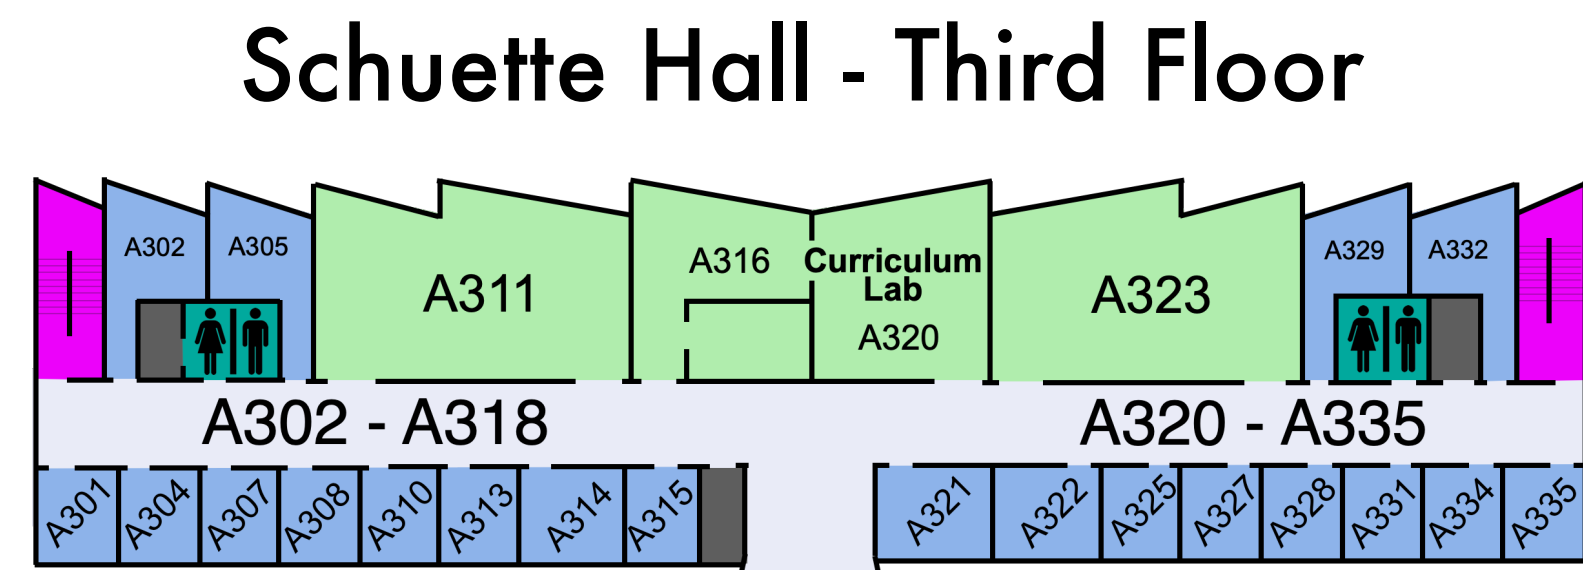 Schuette Hall - Third Floor
A302
A305
A311
A316
Curriculum
Lab
A320
A323
A329
A332
A302 - A318
A320 - A335
A301
A304
A307
A308
A310
A313
A314
A315
A321
A322
A325
A327
A328
A331
A334
A335